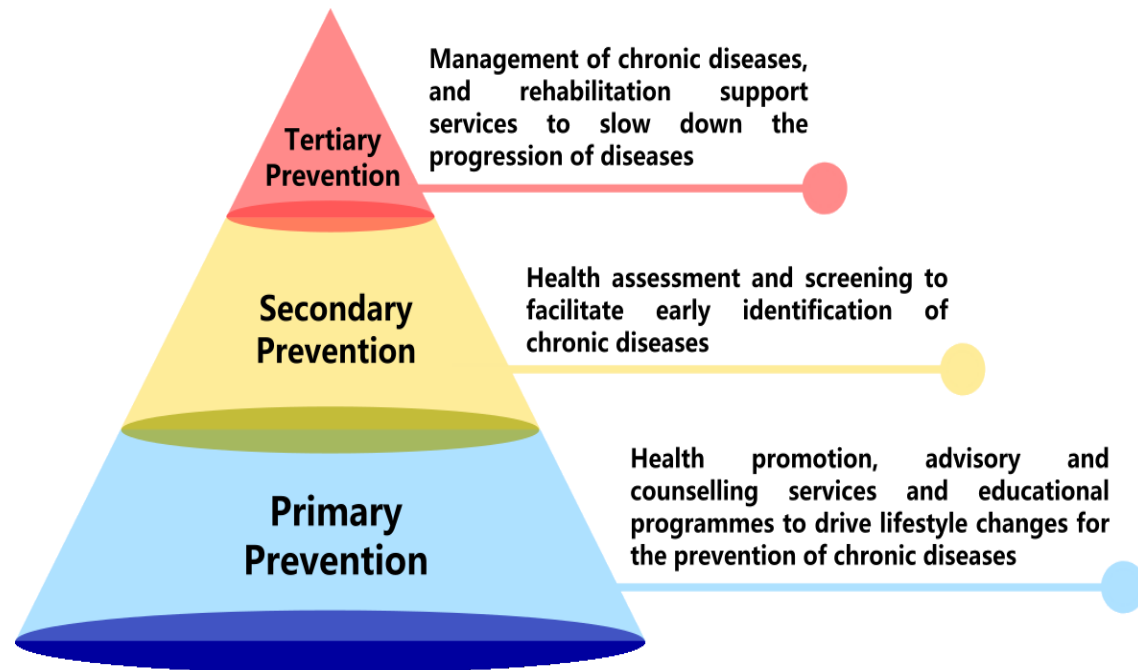 Tertiary
Prevention
Management of chronic diseases,
and rehabilitation support
services to slow down the
progression of diseases
Secondary
Prevention
Health assessment and screening to
facilitate early identification of
chronic diseases
Primary
Prevention
Health promotion, advisory and
counselling services and educational
programmes to drive lifestyle changes for
the prevention of chronic diseases